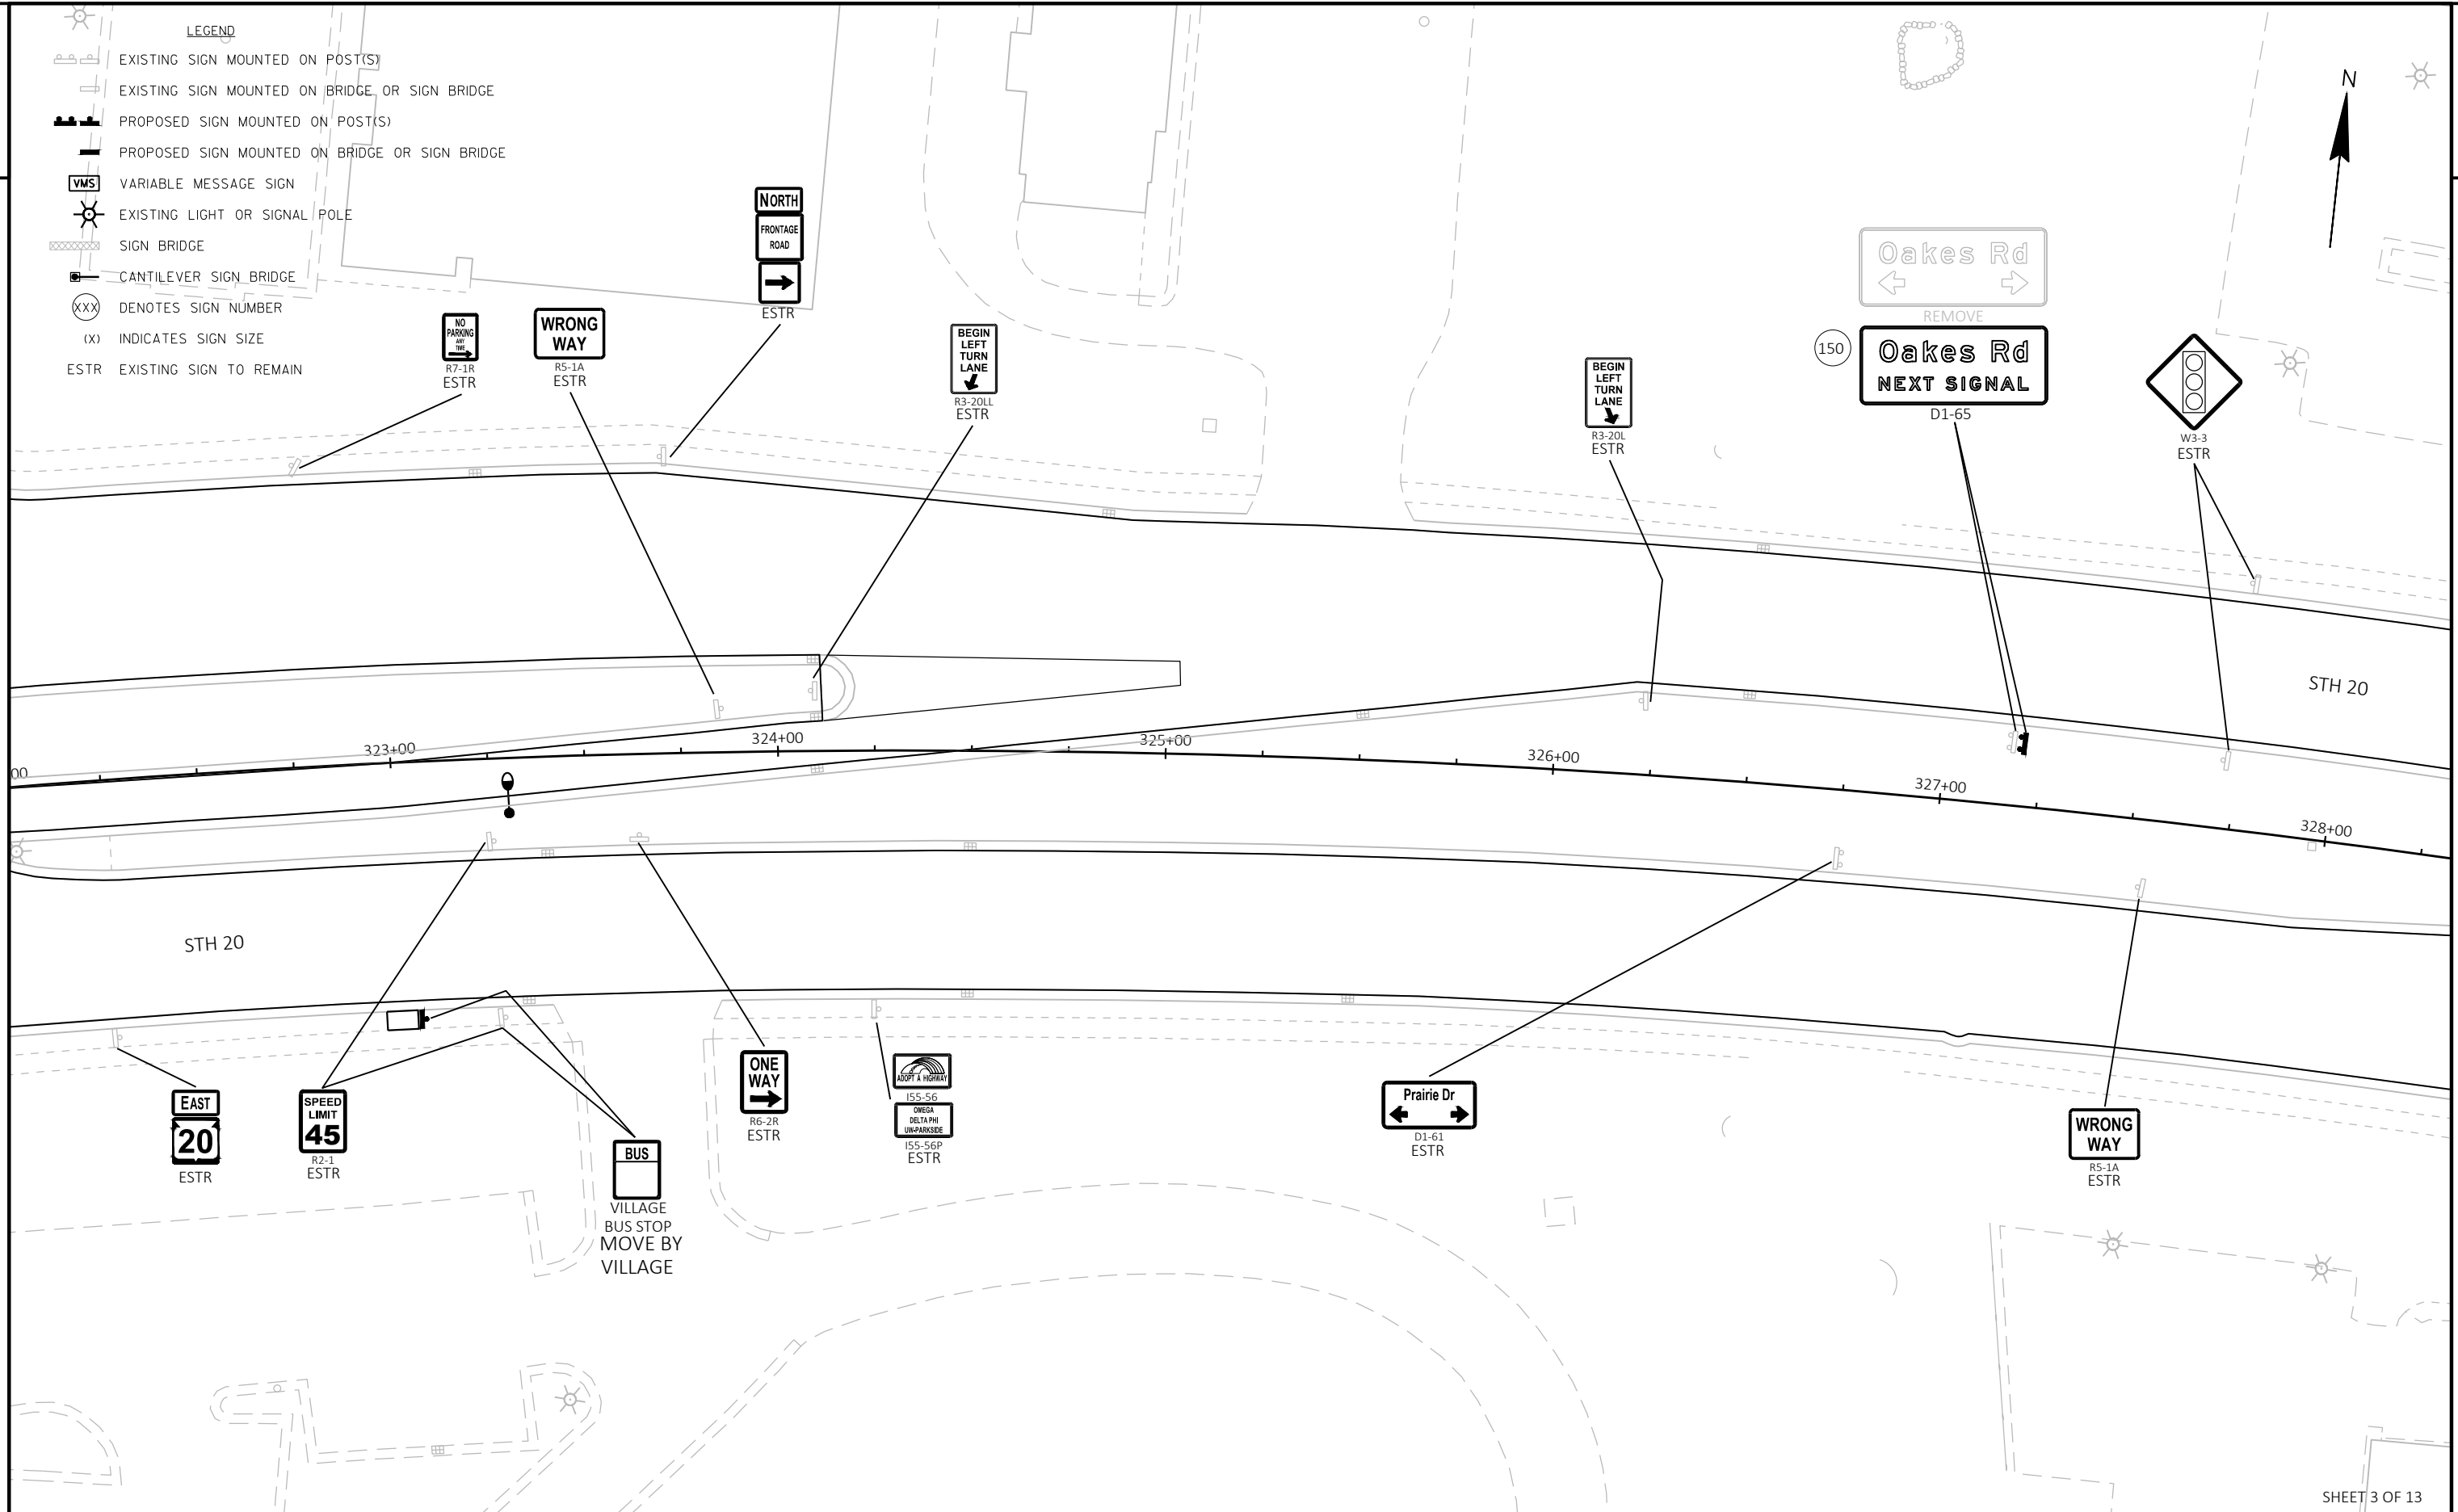 LEGEND
EXISTING SIGN MOUNTED ON POST(S)
EXISTING SIGN MOUNTED ON BRIDGE OR SIGN BRIDGE
PROPOSED SIGN MOUNTED ON POST(S)
PROPOSED SIGN MOUNTED ON BRIDGE OR SIGN BRIDGE
VMS VARIABLE MESSAGE SIGN
EXISTING LIGHT OR SIGNAL POLE
SIGN BRIDGE
CANTILEVER SIGN BRIDGE
XXX DENOTES SIGN NUMBER
(X) INDICATES SIGN SIZE
ESTR EXISTING SIGN TO REMAIN
N
NO
PARKING
ANY
TIME
R7-1R
ESTR
WRONG
WAY
R5-1A
ESTR
NORTH
FRONTAGE
ROAD
ESTR
BEGIN
LEFT
TURN
LANE
R3-20LL
ESTR
BEGIN
LEFT
TURN
LANE
R3-20L
ESTR
Oakes Rd
REMOVE
150
Oakes Rd
NEXT SIGNAL
D1-65
W3-3
ESTR
STH 20
00
323+00
324+00
325+00
326+00
327+00
328+00
STH 20
EAST
20
ESTR
SPEED
LIMIT
45
R2-1
ESTR
BUS
VILLAGE
BUS STOP
MOVE BY
VILLAGE
ONE
WAY
R6-2R
ESTR
ADOPT A HIGHWAY
I55-56
OMEGA
DELTA PHI
UW-PARKSIDE
I55-56P
ESTR
Prairie Dr
D1-61
ESTR
WRONG
WAY
R5-1A
ESTR
SHEET 3 OF 13